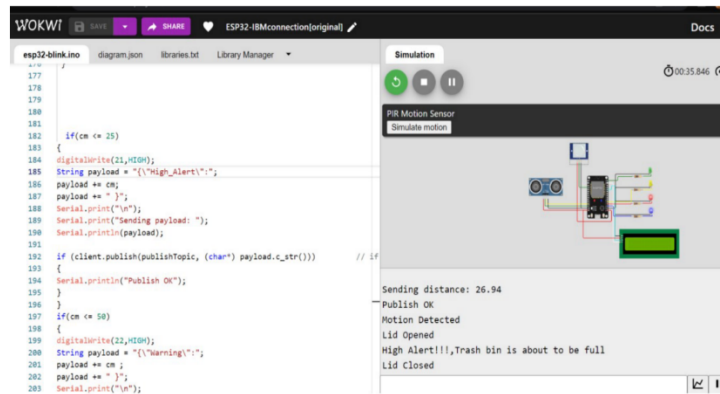 WOKWI SAVE SHARE ESP32-IBMconnection[original] Docs
esp32-blink.ino diagram.json libraries.txt Library Manager
Simulation
00:35.846
PIR Motion Sensor
Simulate motion
176 }
177
178
179
180
181
182 if(cm <= 25)
183 {
184 digitalWrite(21,HIGH);
185 String payload = "{\"High_Alert\":";
186 payload += cm;
187 payload += " }";
188 Serial.print("\n");
189 Serial.print("Sending payload: ");
190 Serial.println(payload);
191
192 if (client.publish(publishTopic, (char*) payload.c_str())) // if
193 {
194 Serial.println("Publish OK");
195 }
196 }
197 if(cm <= 50)
198 {
199 digitalWrite(22,HIGH);
200 String payload = "{\"Warning\":";
201 payload += cm ;
202 payload += " }";
203 Serial.print("\n");
Sending distance: 26.94
Publish OK
Motion Detected
Lid Opened
High Alert!!!,Trash bin is about to be full
Lid Closed